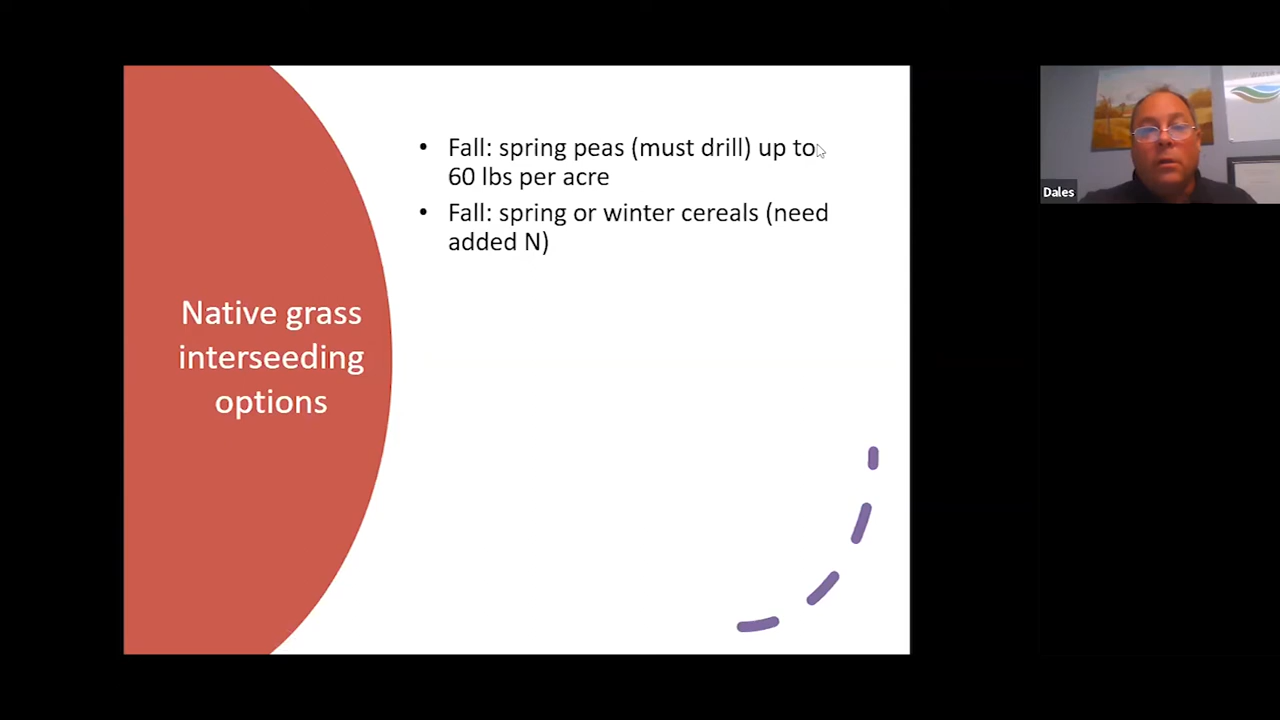 • Fall: spring peas (must drill) up to
60 lbs per acre
• Fall: spring or winter cereals (need
added N)
Native grass
interseeding
options
Dales